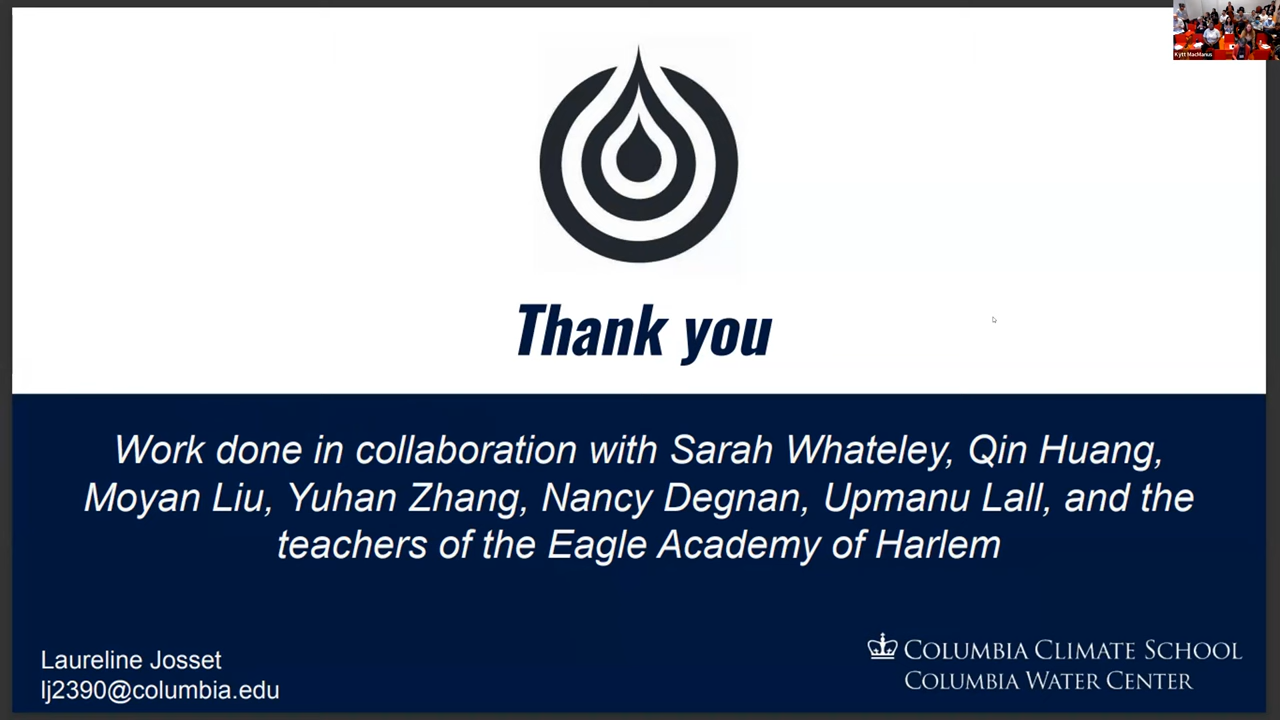 Kytt MacManus
Thank you
Work done in collaboration with Sarah Whateley, Qin Huang,
Moyan Liu, Yuhan Zhang, Nancy Degnan, Upmanu Lall, and the
teachers of the Eagle Academy of Harlem
Laureline Josset
lj2390@columbia.edu
COLUMBIA CLIMATE SCHOOL
COLUMBIA WATER CENTER